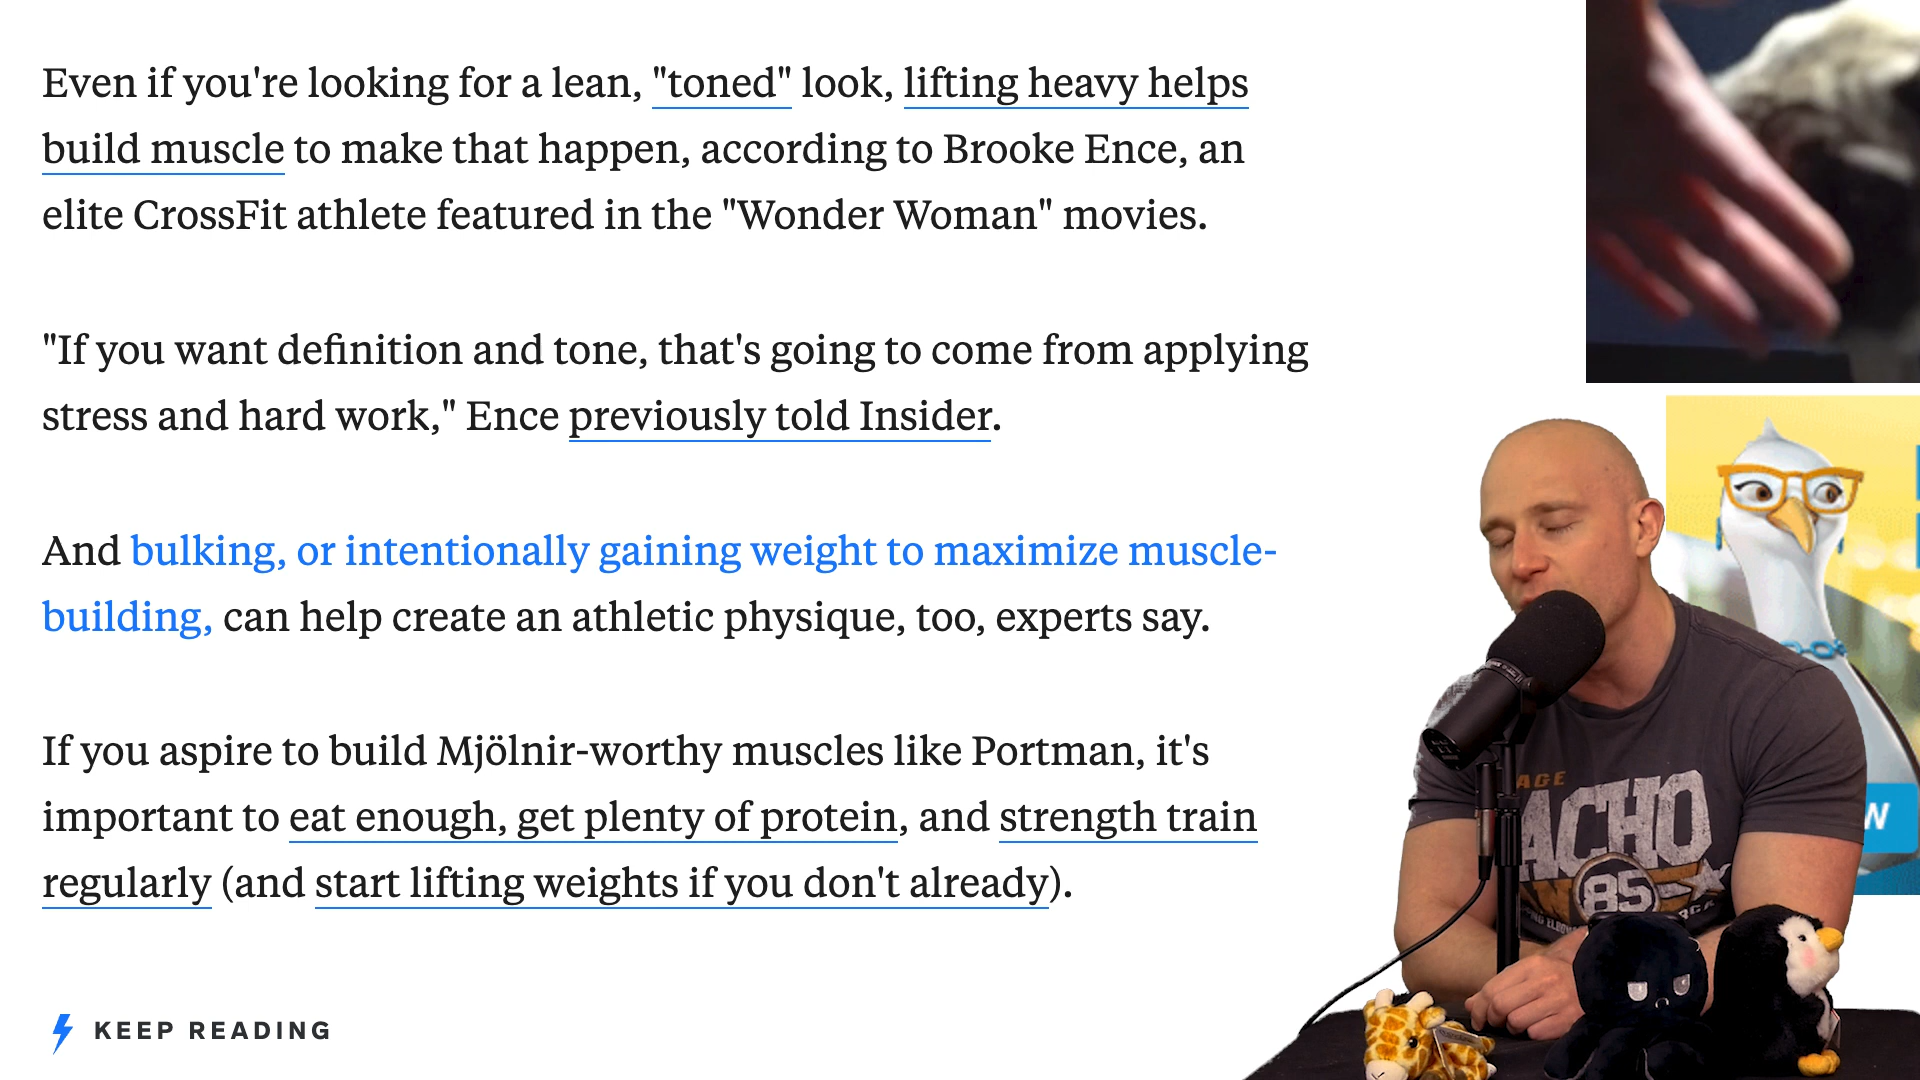 Even if you're looking for a lean, "toned" look, lifting heavy helps
build muscle to make that happen, according to Brooke Ence, an
elite CrossFit athlete featured in the "Wonder Woman" movies.
"If you want definition and tone, that's going to come from applying
stress and hard work," Ence previously told Insider.
And bulking, or intentionally gaining weight to maximize muscle-
building, can help create an athletic physique, too, experts say.
If you aspire to build Mjölnir-worthy muscles like Portman, it's
important to eat enough, get plenty of protein, and strength train
regularly (and start lifting weights if you don't already).
KEEP READING
ACHO
85
W